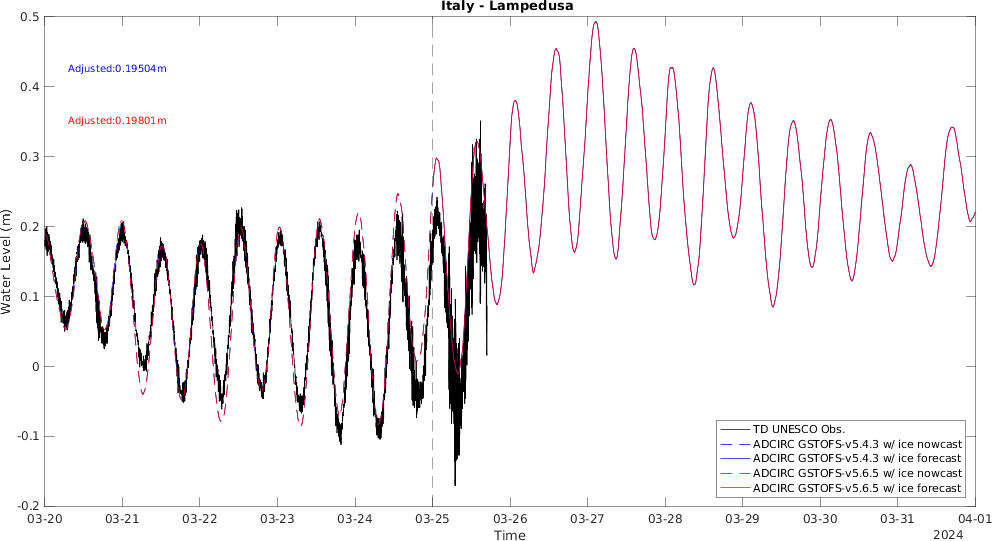 Italy - Lampedusa
Water Level (m)
0.5
0.4
0.3
0.2
0.1
0
-0.1
-0.2
Adjusted:0.19504m
Adjusted:0.19801m
TD UNESCO Obs.
ADCIRC GSTOFS-v5.4.3 w/ ice nowcast
ADCIRC GSTOFS-v5.4.3 w/ ice forecast
ADCIRC GSTOFS-v5.6.5 w/ ice nowcast
ADCIRC GSTOFS-v5.6.5 w/ ice forecast
03-20 03-21 03-22 03-23 03-24 03-25 03-26 03-27 03-28 03-29 03-30 03-31 04-01
Time
2024